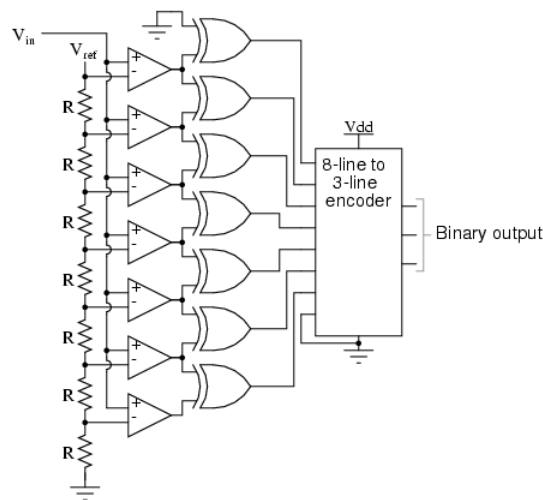 Vin
Vref
R
R
R
R
R
R
R
+
-
+
-
+
-
+
-
+
-
+
-
+
-
Vdd
8-line to
3-line
encoder
Binary output